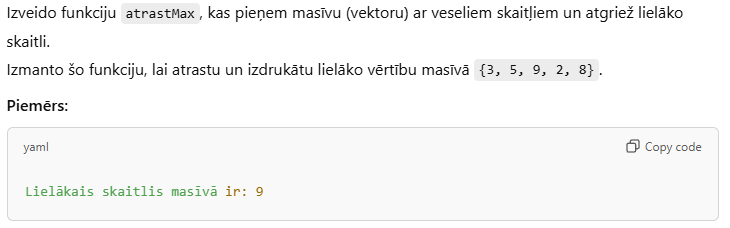 Izveido funkciju atrastMax, kas pieņem masīvu (vektoru) ar veseliem skaitļiem un atgriež lielāko
skaitli.
Izmanto šo funkciju, lai atrastu un izdrukātu lielāko vērtību masīvā {3, 5, 9, 2, 8}.
Piemērs:
yaml Copy code
Lielākais skaitlis masīvā ir: 9